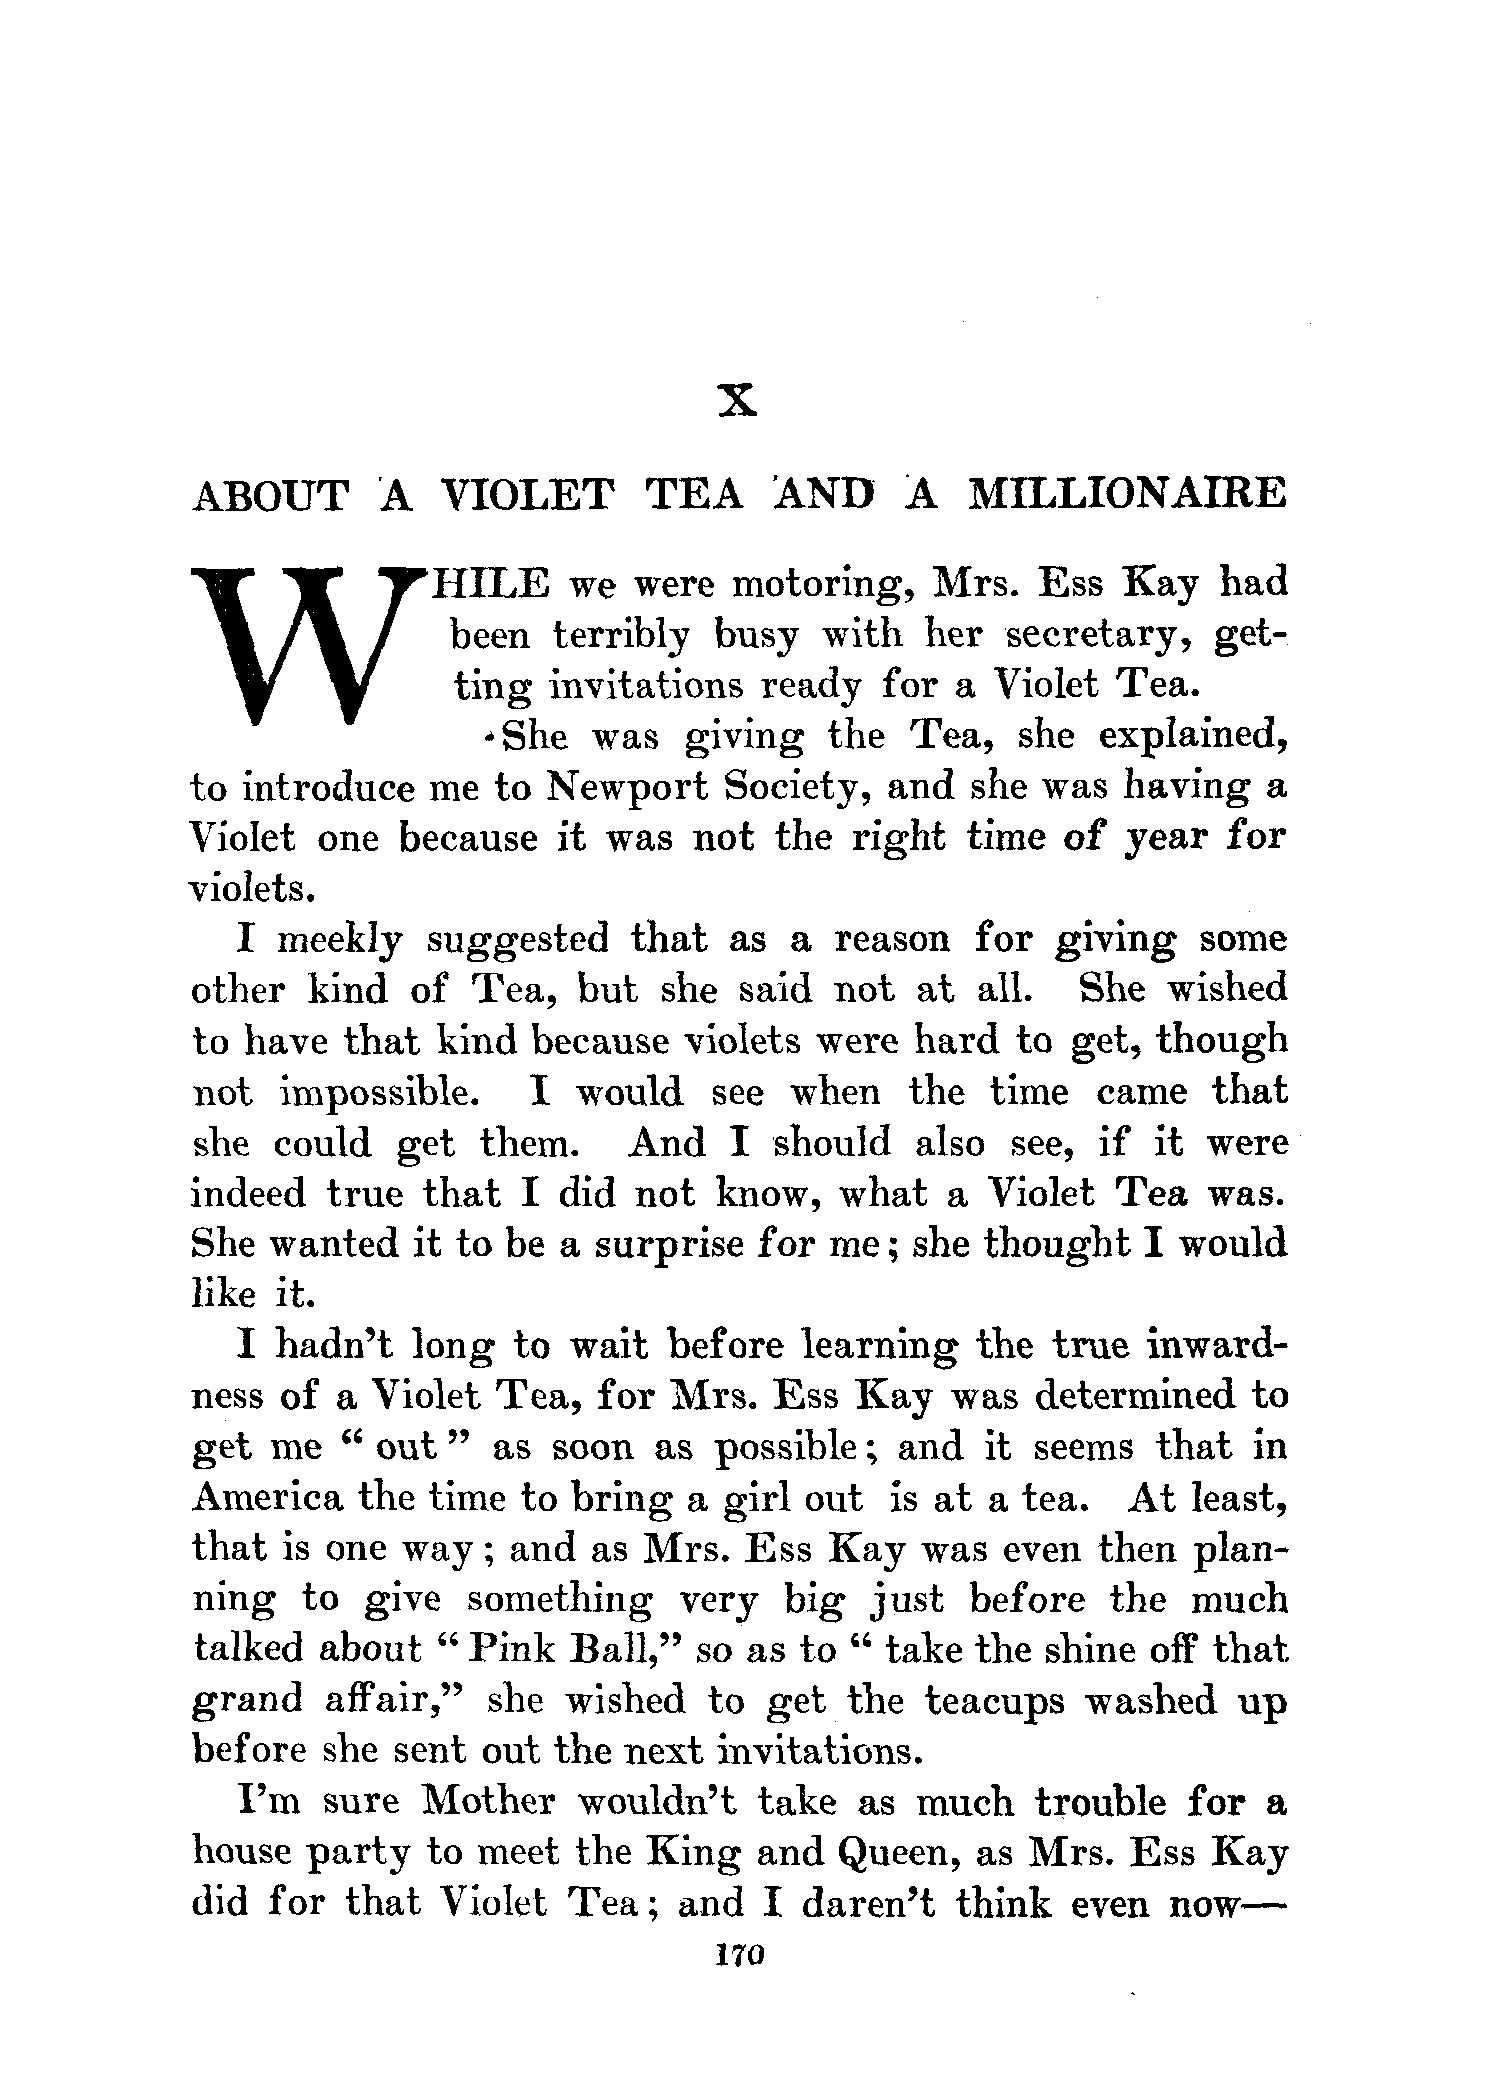 X
ABOUT A VIOLET TEA AND A MILLIONAIRE
WHILE we were motoring, Mrs. Ess Kay had
been terribly busy with her secretary, get-
ting invitations ready for a Violet Tea.
She was giving the Tea, she explained,
to introduce me to Newport Society, and she was having a
Violet one because it was not the right time of year for
violets.
I meekly suggested that as a reason for giving some
other kind of Tea, but she said not at all. She wished
to have that kind because violets were hard to get, though
not impossible. I would see when the time came that
she could get them. And I should also see, if it were
indeed true that I did not know, what a Violet Tea was.
She wanted it to be a surprise for me; she thought I would
like it.
I hadn't long to wait before learning the true inward-
ness of a Violet Tea, for Mrs. Ess Kay was determined to
get me "out" as soon as possible; and it seems that in
America the time to bring a girl out is at a tea. At least,
that is one way; and as Mrs. Ess Kay was even then plan-
ning to give something very big just before the much
talked about "Pink Ball," so as to "take the shine off that
grand affair," she wished to get the teacups washed up
before she sent out the next invitations.
I'm sure Mother wouldn't take as much trouble for a
house party to meet the King and Queen, as Mrs. Ess Kay
did for that Violet Tea; and I daren't think even now—
170